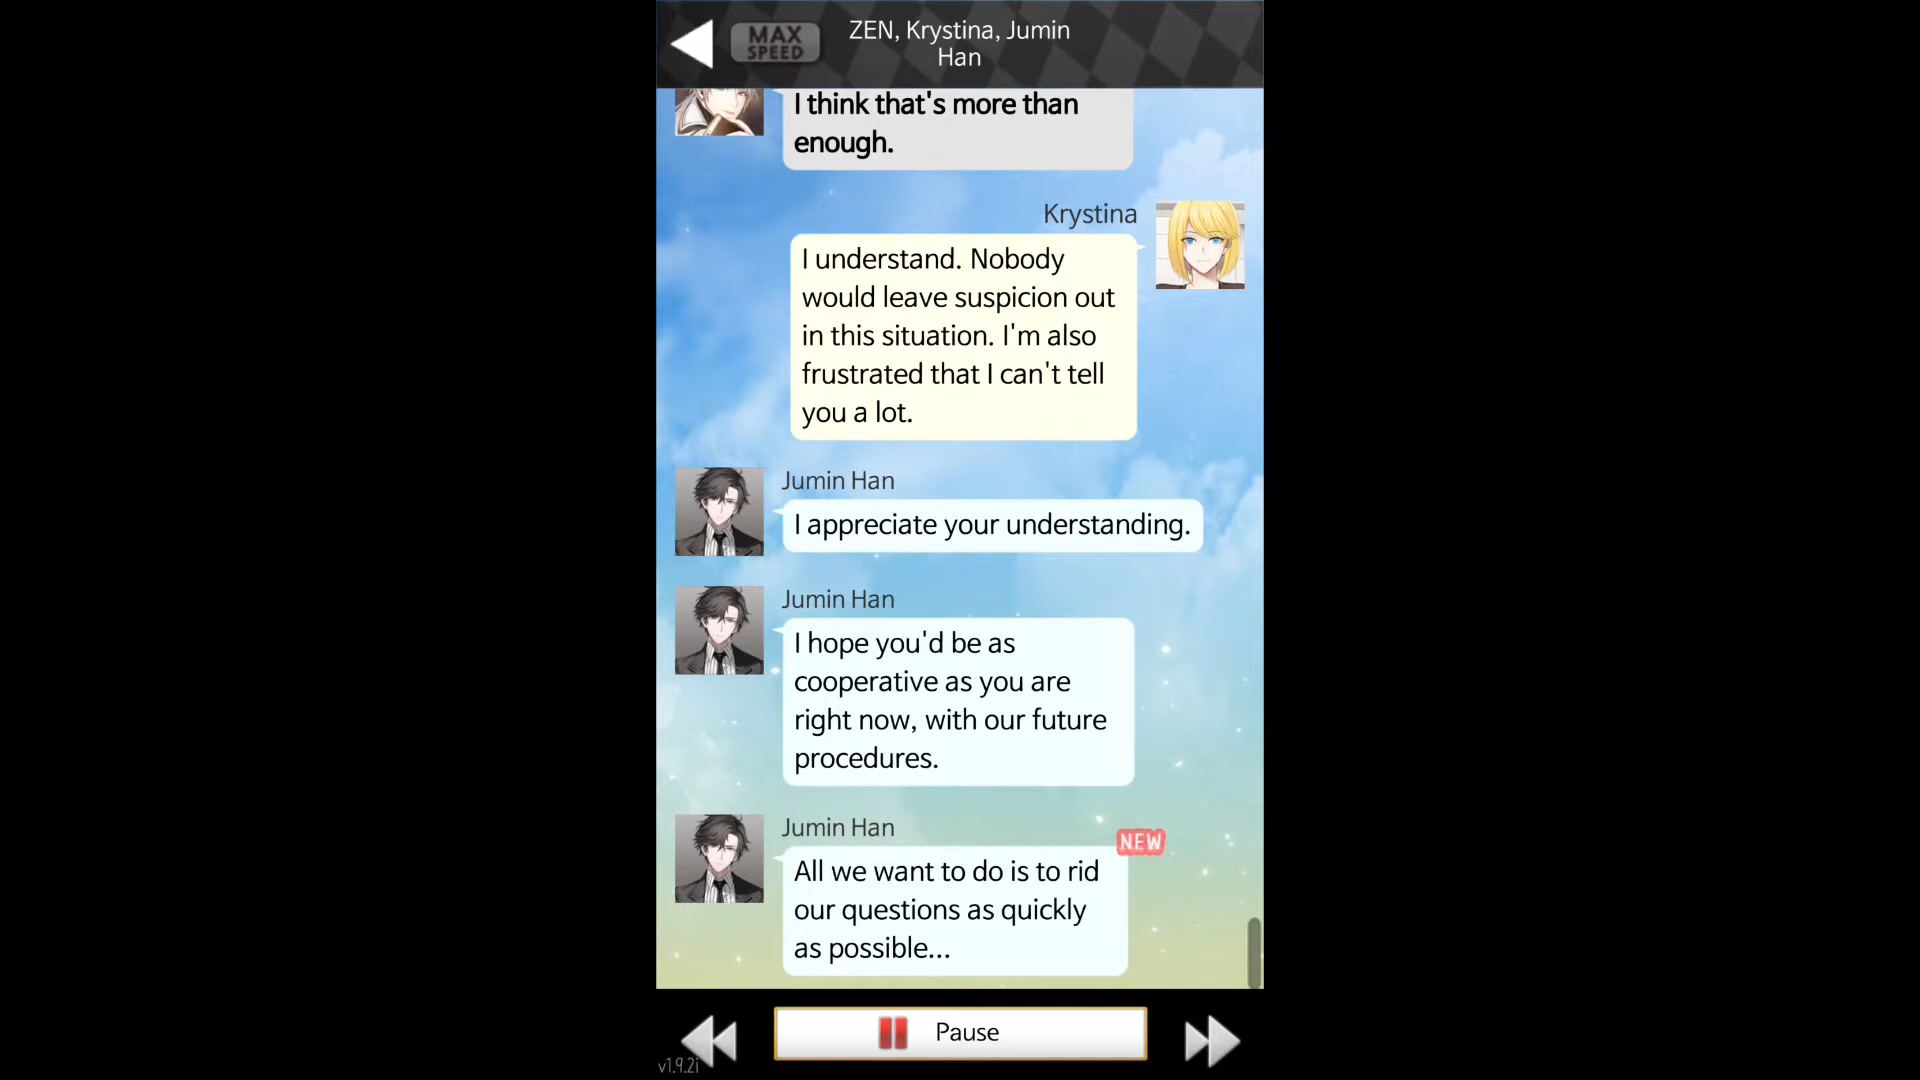 MAX
SPEED
ZEN, Krystina, Jumin
Han
I think that's more than
enough.
Krystina
I understand. Nobody
would leave suspicion out
in this situation. I'm also
frustrated that I can't tell
you a lot.
Jumin Han
I appreciate your understanding.
Jumin Han
I hope you'd be as
cooperative as you are
right now, with our future
procedures.
Jumin Han
NEW
All we want to do is to rid
our questions as quickly
as possible...
Pause
v1.9.2i